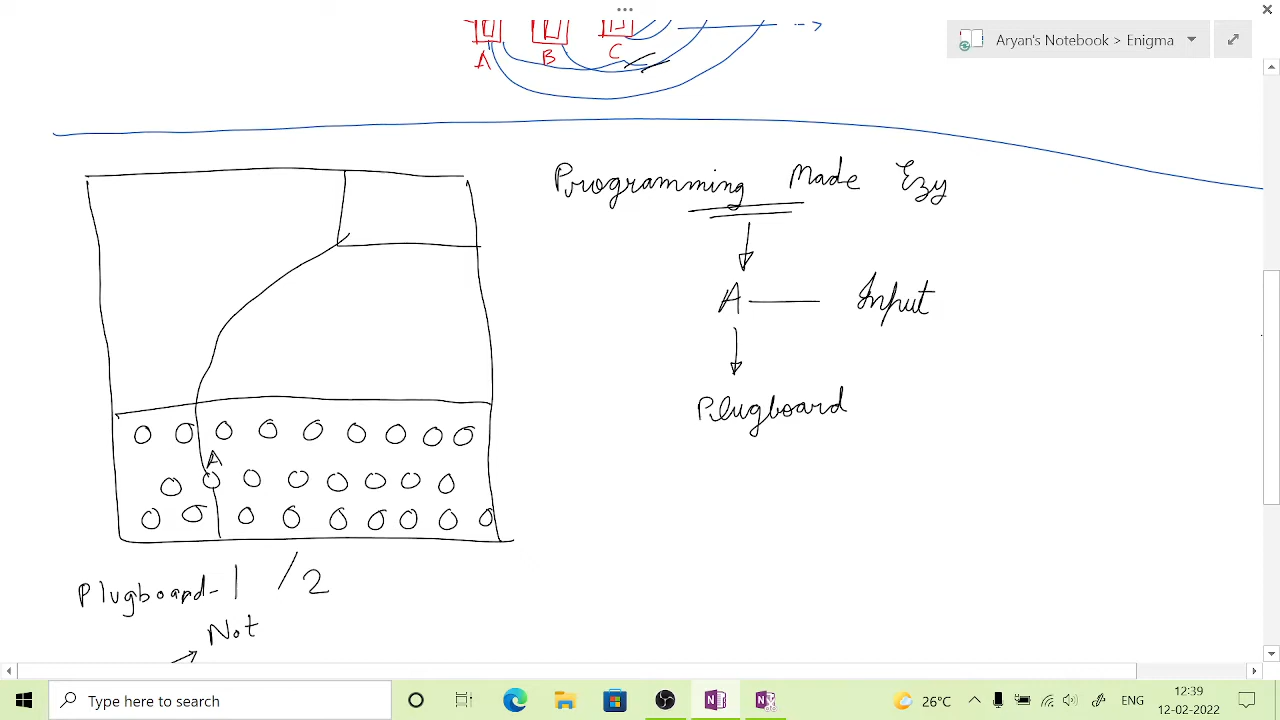 A B C
Aryan's Notebook > Enigma
Programming Made Ezy
A — Input
Plugboard
A
Plugboard-1 / 2
Not
Type here to search
26°C
ENG
12:39
12-02-2022